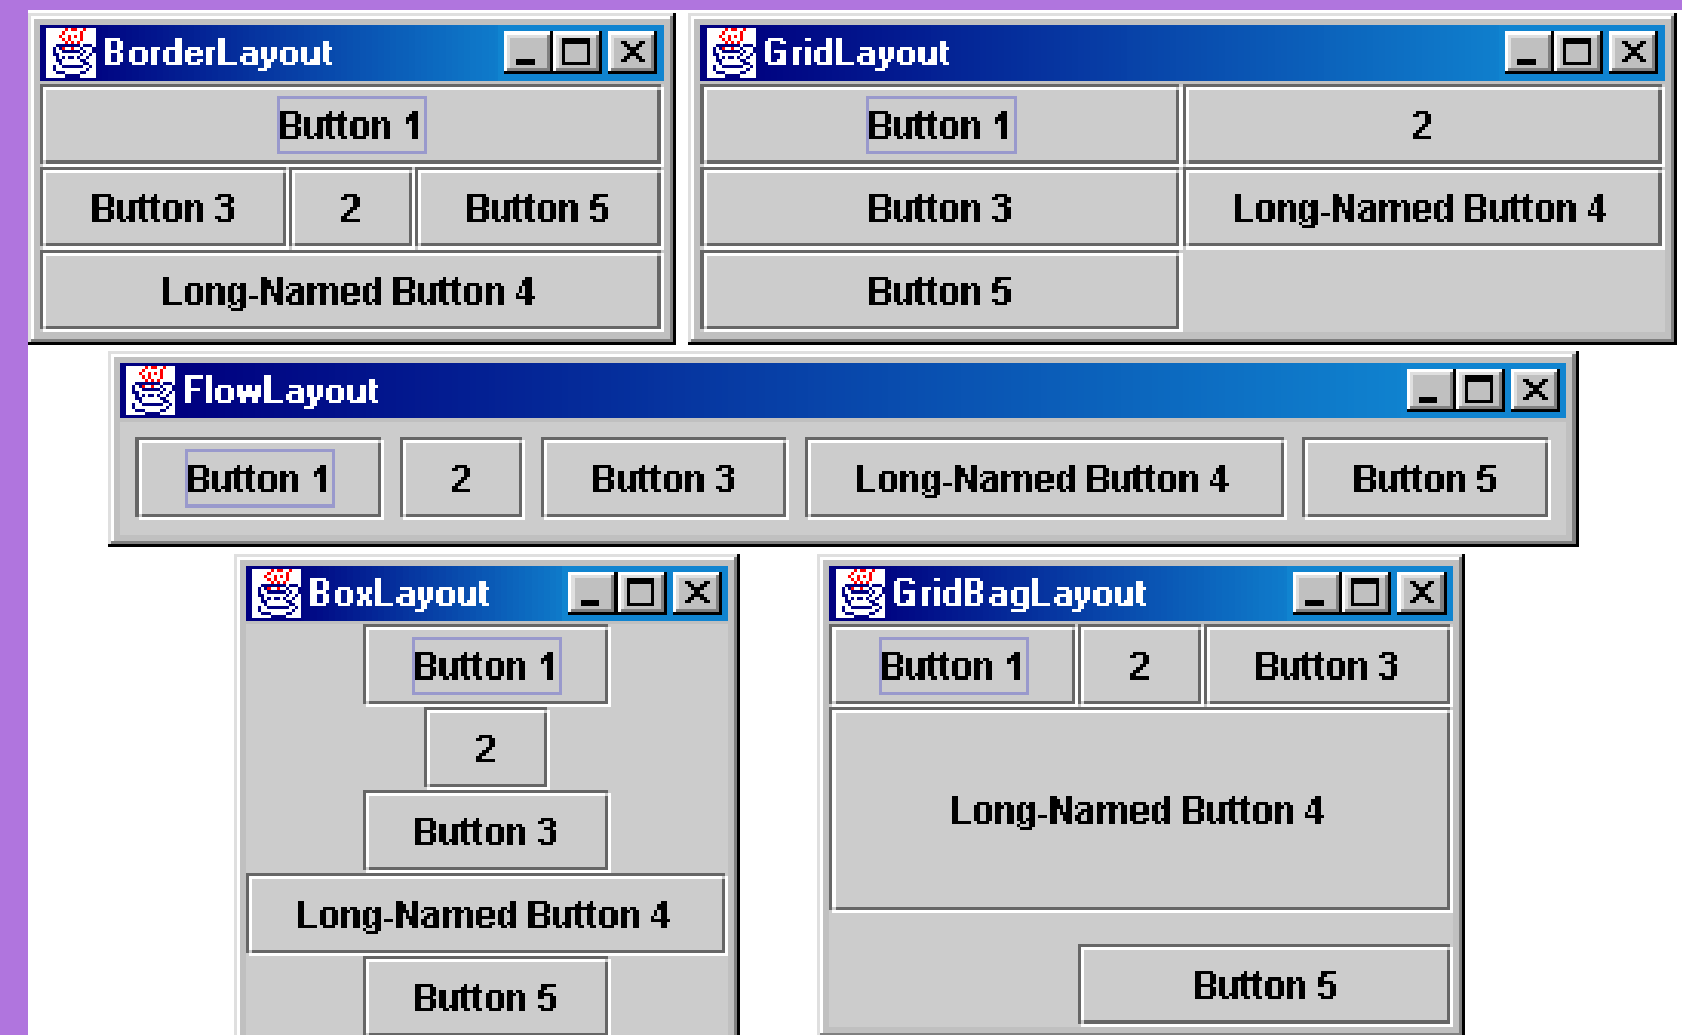 BorderLayout
Button 1
Button 3 2 Button 5
Long-Named Button 4
GridLayout
Button 1 2
Button 3 Long-Named Button 4
Button 5
FlowLayout
Button 1 2 Button 3 Long-Named Button 4 Button 5
BoxLayout
Button 1
2
Button 3
Long-Named Button 4
Button 5
GridBagLayout
Button 1 2 Button 3
Long-Named Button 4
Button 5